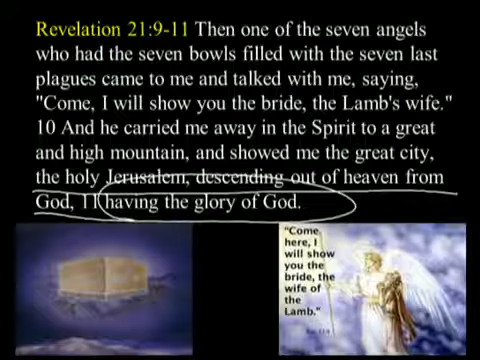 Revelation 21:9-11 Then one of the seven angels
who had the seven bowls filled with the seven last
plagues came to me and talked with me, saying,
"Come, I will show you the bride, the Lamb's wife."
10 And he carried me away in the Spirit to a great
and high mountain, and showed me the great city,
the holy Jerusalem, descending out of heaven from
God, 11 having the glory of God.
"Come
here, I
will show
you the
bride, the
wife of
the
Lamb."